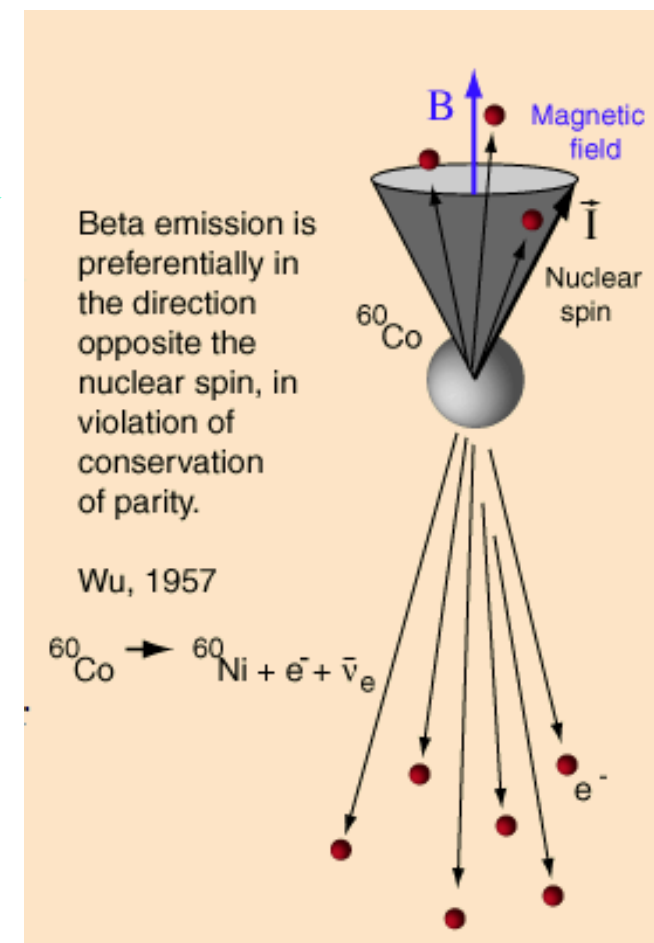 B
Magnetic
field
I⃗
Nuclear
spin
⁶⁰Co
Beta emission is
preferentially in
the direction
opposite the
nuclear spin, in
violation of
conservation
of parity.
Wu, 1957
⁶⁰Co → ⁶⁰Ni + e⁻ + ν̄ₑ
e⁻